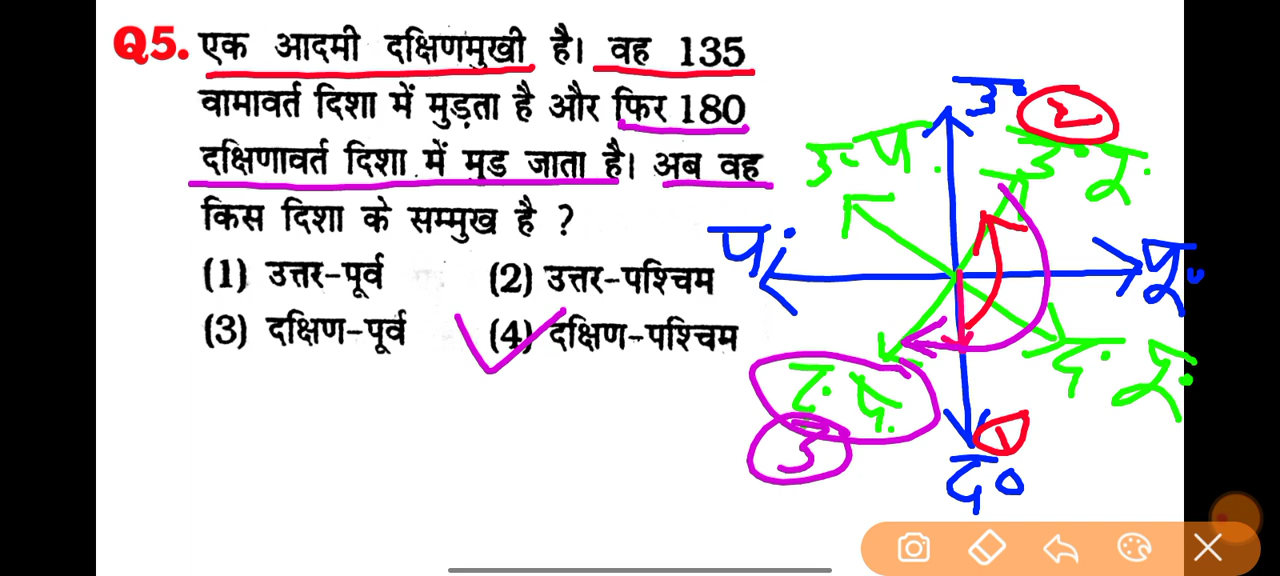 Q5. एक आदमी दक्षिणमुखी है। वह 135
वामावर्त दिशा में मुड़ता है और फिर 180
दक्षिणावर्त दिशा में मुड जाता है। अब वह
किस दिशा के सम्मुख है ?
(1) उत्तर-पूर्व (2) उत्तर-पश्चिम
(3) दक्षिण-पूर्व (4) दक्षिण-पश्चिम
उ॰
2
उ॰प॰
उ॰पू॰
प॰
पू॰
द॰प॰
द॰पू॰
3
1
द०